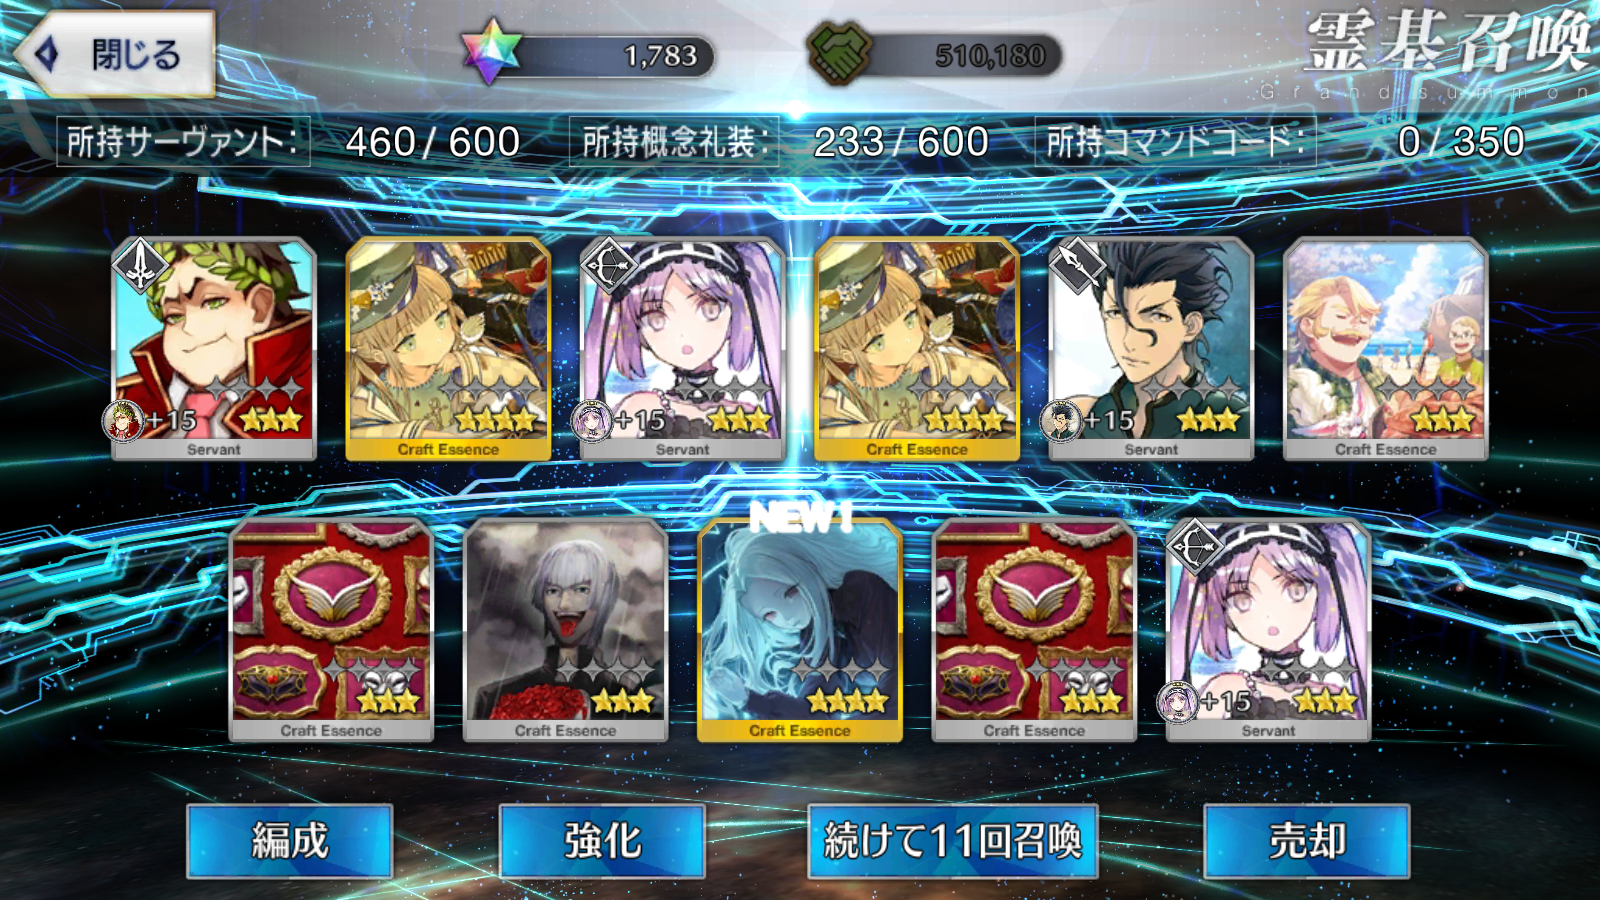 閉じる
1,783
510,180
霊基召喚
Grand summon
所持サーヴァント: 460 / 600
所持概念礼装: 233 / 600
所持コマンドコード: 0 / 350
+15
+15
+15
Servant
Craft Essence
Servant
Craft Essence
Servant
Craft Essence
NEW!
+15
Craft Essence
Craft Essence
Craft Essence
Craft Essence
Servant
編成
強化
続けて11回召喚
売却